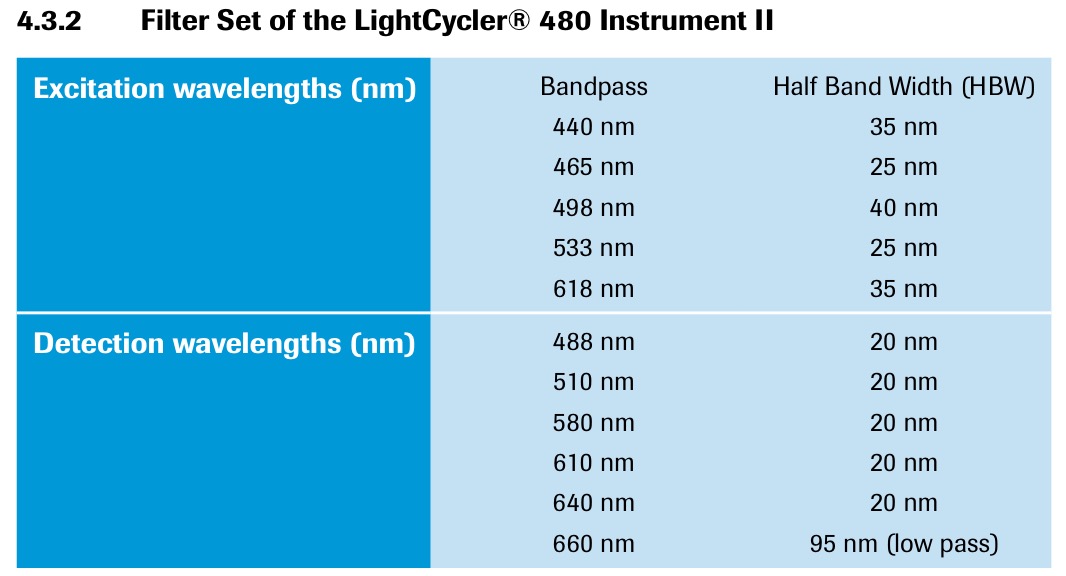 4.3.2 Filter Set of the LightCycler® 480 Instrument II
Excitation wavelengths (nm) Bandpass Half Band Width (HBW)
440 nm 35 nm
465 nm 25 nm
498 nm 40 nm
533 nm 25 nm
618 nm 35 nm
Detection wavelengths (nm) 488 nm 20 nm
510 nm 20 nm
580 nm 20 nm
610 nm 20 nm
640 nm 20 nm
660 nm 95 nm (low pass)